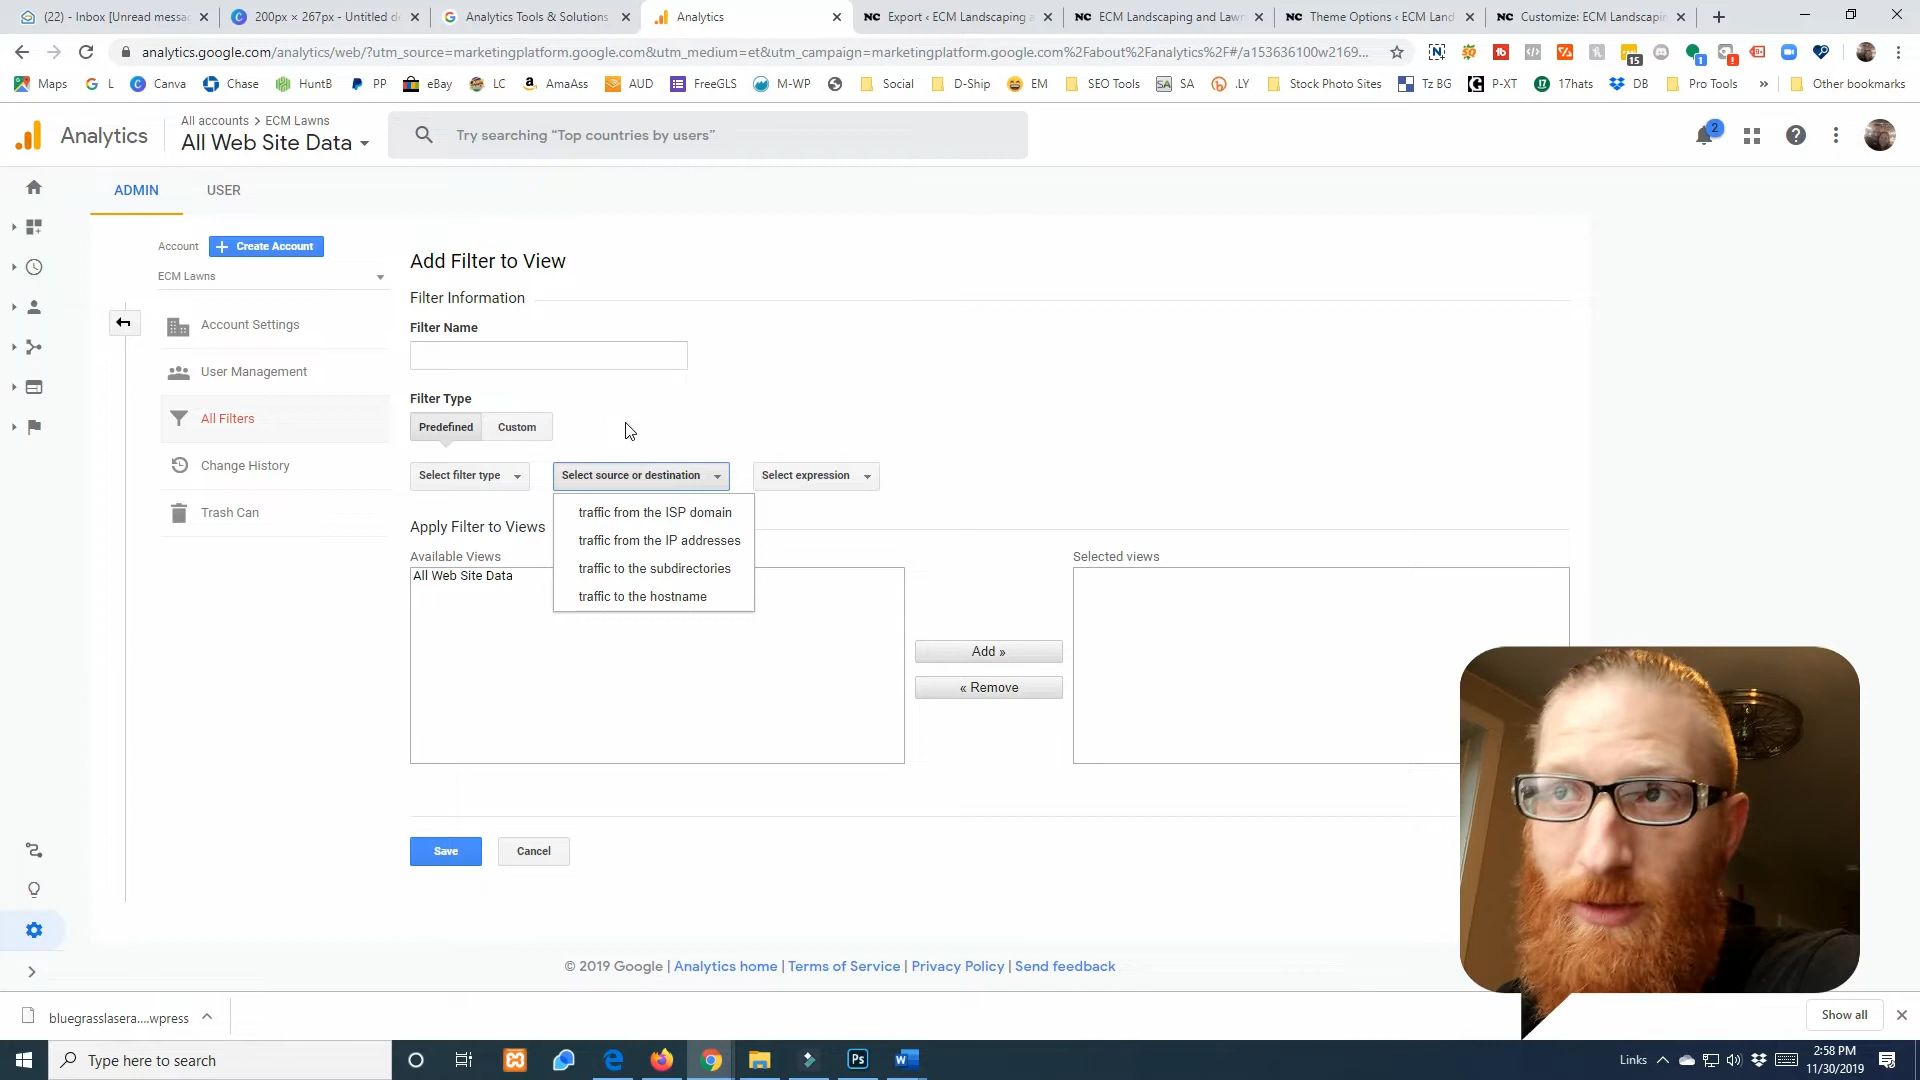 (22) - Inbox [Unread messa
200px × 267px - Untitled d
Analytics Tools & Solutions
Analytics
Export ‹ ECM Landscaping a
ECM Landscaping and Lawn
Theme Options ‹ ECM Land
Customize: ECM Landscapin
analytics.google.com/analytics/web/?utm_source=marketingplatform.google.com&utm_medium=et&utm_campaign=marketingplatform.google.com%2Fabout%2Fanalytics%2F#/a153636100w2169...
15
1
Maps
L
Canva
Chase
HuntB
PP
eBay
LC
AmaAss
AUD
FreeGLS
M-WP
Social
D-Ship
EM
SEO Tools
SA SA
.LY
Stock Photo Sites
Tz BG
P-XT
17hats
DB
Pro Tools
»
Other bookmarks
Analytics
All accounts > ECM Lawns
All Web Site Data
Try searching “Top countries by users”
2
ADMIN
USER
Account
Create Account
ECM Lawns
Account Settings
User Management
All Filters
Change History
Trash Can
Add Filter to View
Filter Information
Filter Name
Filter Type
Predefined
Custom
Select filter type
Select source or destination
Select expression
traffic from the ISP domain
traffic from the IP addresses
traffic to the subdirectories
traffic to the hostname
Apply Filter to Views
Available Views
All Web Site Data
Selected views
Add »
« Remove
Save
Cancel
© 2019 Google | Analytics home | Terms of Service | Privacy Policy | Send feedback
bluegrasslasera....wpress
Show all
Type here to search
Ps
Links
2:58 PM
11/30/2019